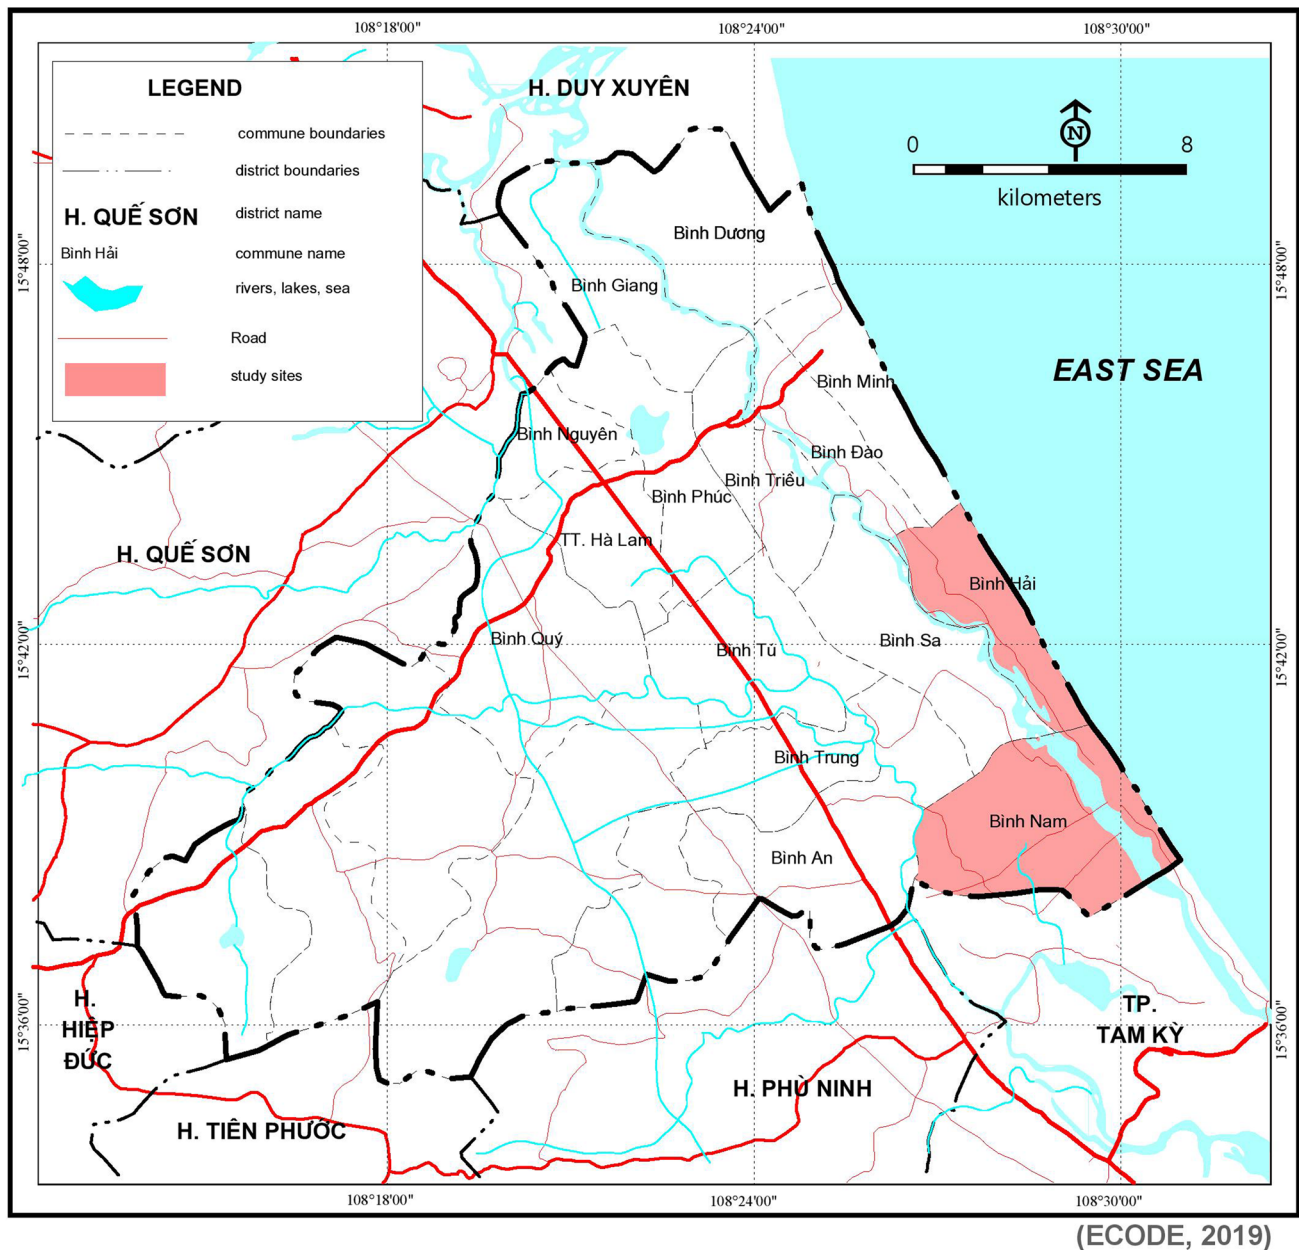 108°18'00" 108°24'00" 108°30'00"
LEGEND
commune boundaries
district boundaries
H. QUẾ SƠN district name
Bình Hải commune name
rivers, lakes, sea
Road
study sites
H. DUY XUYÊN
N
0 8
kilometers
15°48'00" 15°48'00"
Bình Dương
Bình Giang
EAST SEA
Bình Minh
Bình Nguyên
Bình Đào
Bình Triều
Bình Phúc
TT. Hà Lam
H. QUẾ SƠN
Bình Hải
15°42'00" 15°42'00"
Bình Quý
Bình Sa
Bình Tú
Bình Trung
Bình Nam
Bình An
15°36'00" 15°36'00"
H.
HIỆP
ĐỨC
TP.
TAM KỲ
H. PHÙ NINH
H. TIÊN PHƯỚC
108°18'00" 108°24'00" 108°30'00"
(ECODE, 2019)